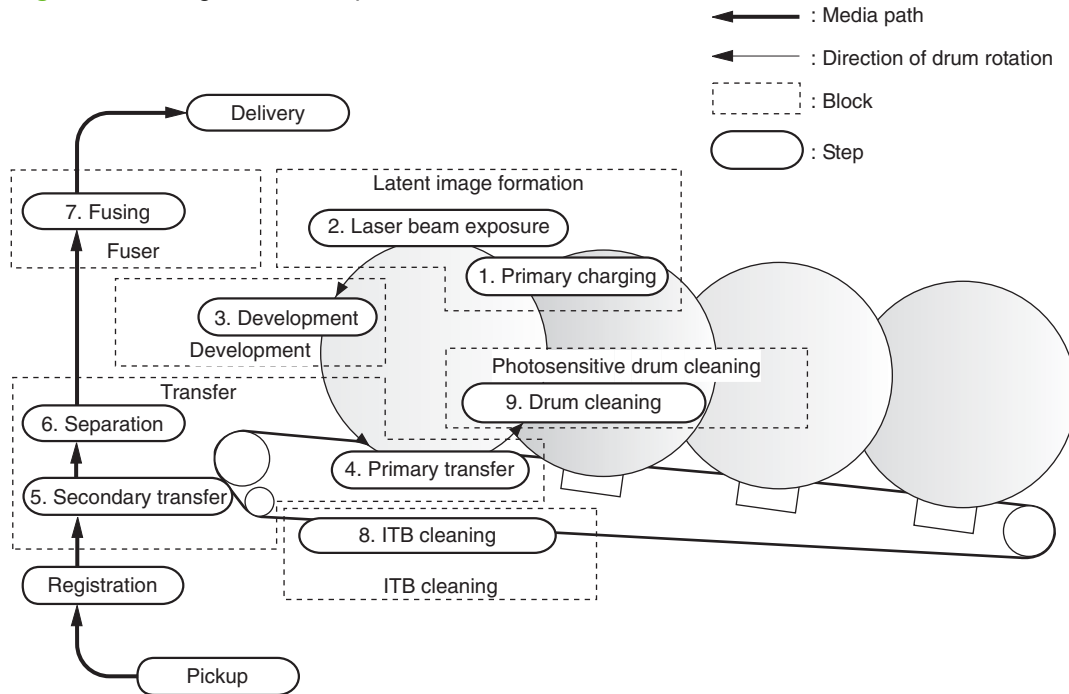 : Media path
: Direction of drum rotation
: Block
: Step
Delivery
Latent image formation
7. Fusing
2. Laser beam exposure
Fuser
1. Primary charging
3. Development
Development
Photosensitive drum cleaning
Transfer
9. Drum cleaning
6. Separation
4. Primary transfer
5. Secondary transfer
8. ITB cleaning
Registration
ITB cleaning
Pickup